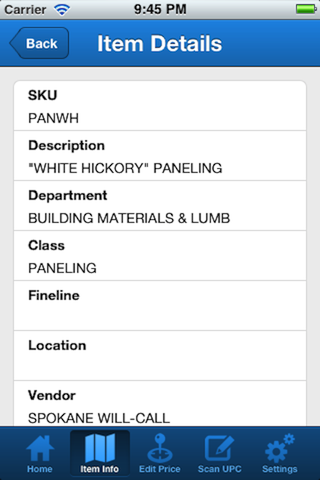 Carrier 9:45 PM
Back Item Details
SKU
PANWH
Description
"WHITE HICKORY" PANELING
Department
BUILDING MATERIALS & LUMB
Class
PANELING
Fineline
Location
Vendor
SPOKANE WILL-CALL
Home Item Info Edit Price Scan UPC Settings